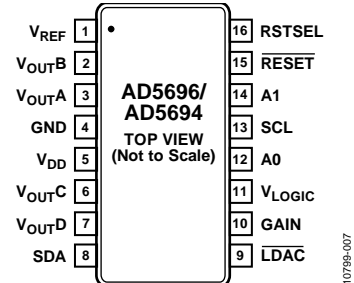 VREF 1
VOUTB 2
VOUTA 3
GND 4
VDD 5
VOUTC 6
VOUTD 7
SDA 8
AD5696/
AD5694
TOP VIEW
(Not to Scale)
16 RSTSEL
15 RESET
14 A1
13 SCL
12 A0
11 VLOGIC
10 GAIN
9 LDAC
10799-007